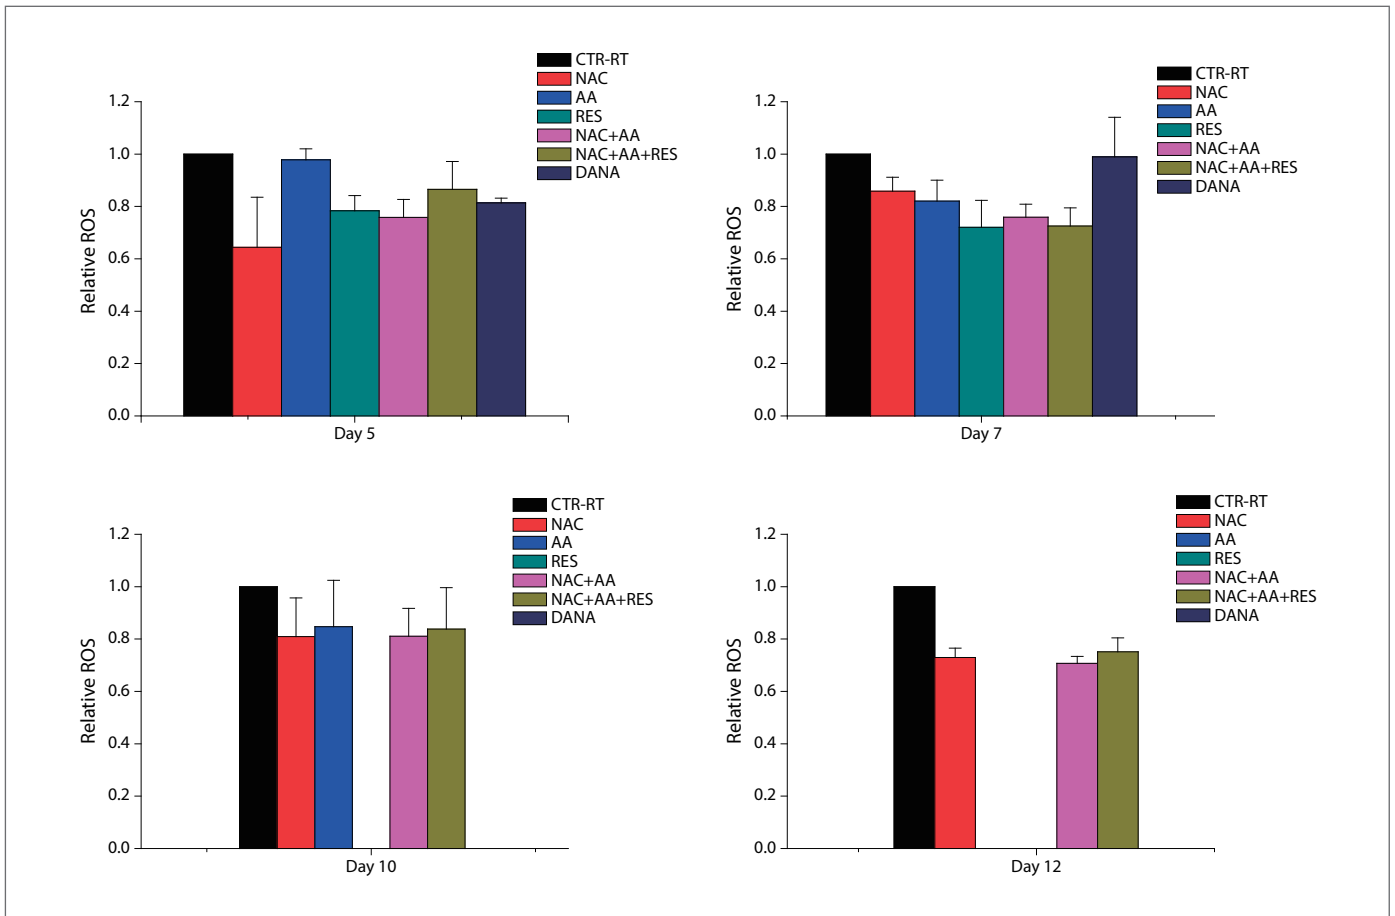 CTR-RT
NAC
AA
RES
NAC+AA
NAC+AA+RES
DANA
1.2
1.0
0.8
0.6
0.4
0.2
0.0
Relative ROS
Day 5
CTR-RT
NAC
AA
RES
NAC+AA
NAC+AA+RES
DANA
1.2
1.0
0.8
0.6
0.4
0.2
0.0
Relative ROS
Day 7
CTR-RT
NAC
AA
RES
NAC+AA
NAC+AA+RES
DANA
1.2
1.0
0.8
0.6
0.4
0.2
0.0
Relative ROS
Day 10
CTR-RT
NAC
AA
RES
NAC+AA
NAC+AA+RES
DANA
1.2
1.0
0.8
0.6
0.4
0.2
0.0
Relative ROS
Day 12